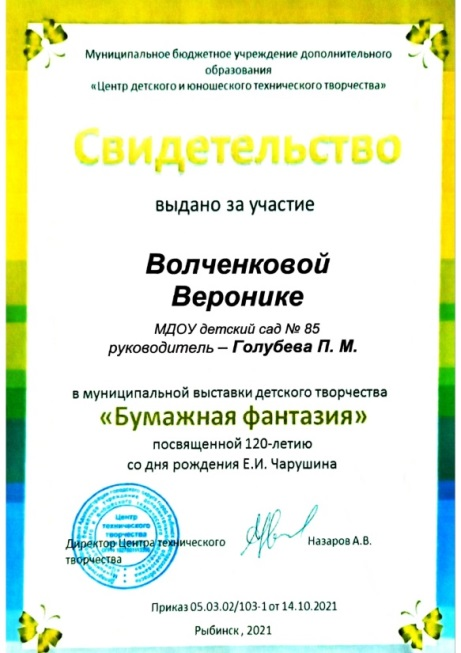 Муниципальное бюджетное учреждение дополнительного
образования
«Центр детского и юношеского технического творчества»
Свидетельство
выдано за участие
Волченковой
Веронике
МДОУ детский сад № 85
руководитель – Голубева П. М.
в муниципальной выставки детского творчества
«Бумажная фантазия»
посвященной 120-летию
со дня рождения Е.И. Чарушина
Центр
технического
творчества
Директор Центра технического
творчества
Назаров А.В.
Приказ 05.03.02/103-1 от 14.10.2021
Рыбинск , 2021